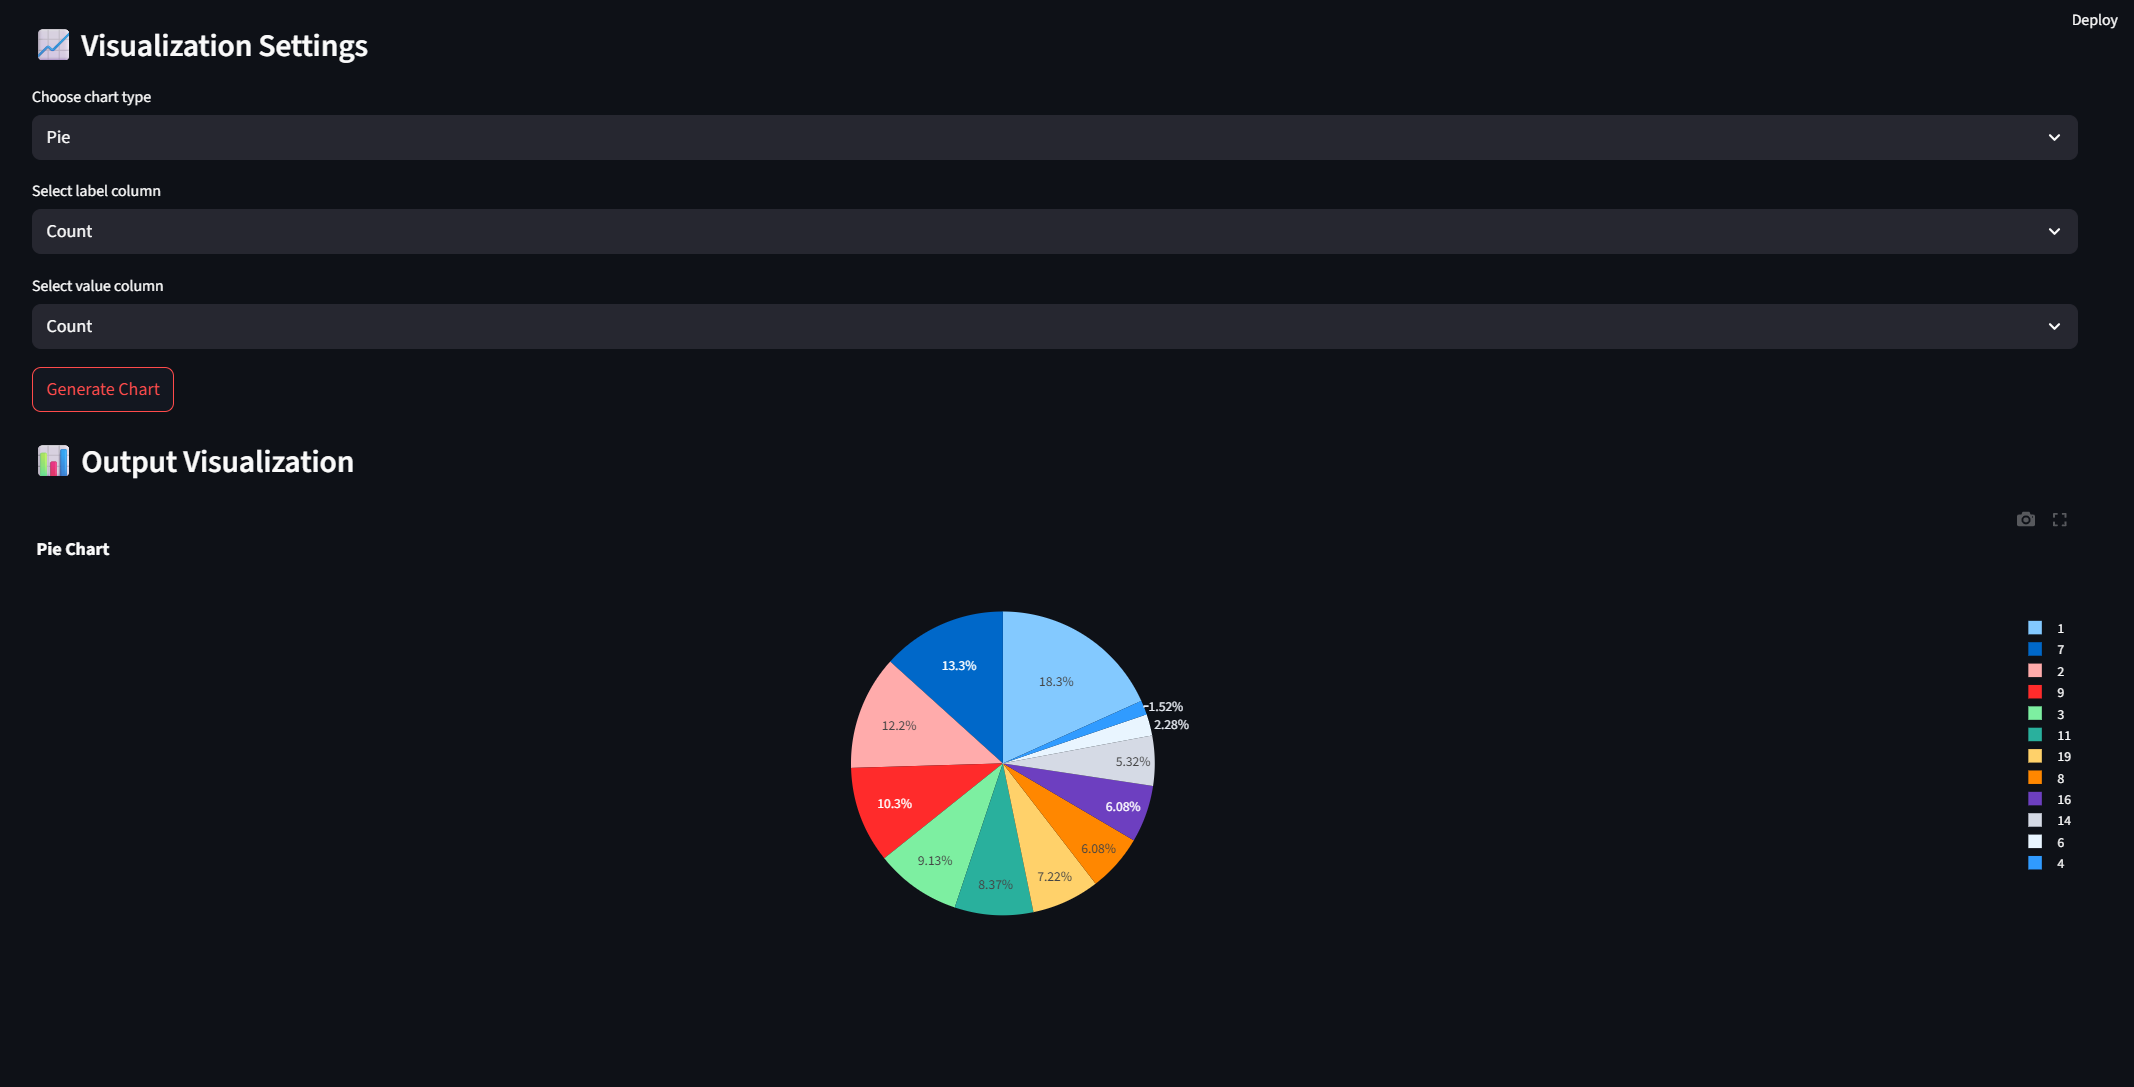 Deploy
Visualization Settings
Choose chart type
Pie
Select label column
Count
Select value column
Count
Generate Chart
Output Visualization
Pie Chart
13.3%
18.3%
1.52%
2.28%
12.2%
5.32%
10.3%
6.08%
9.13%
6.08%
8.37%
7.22%
1
7
2
9
3
11
19
8
16
14
6
4